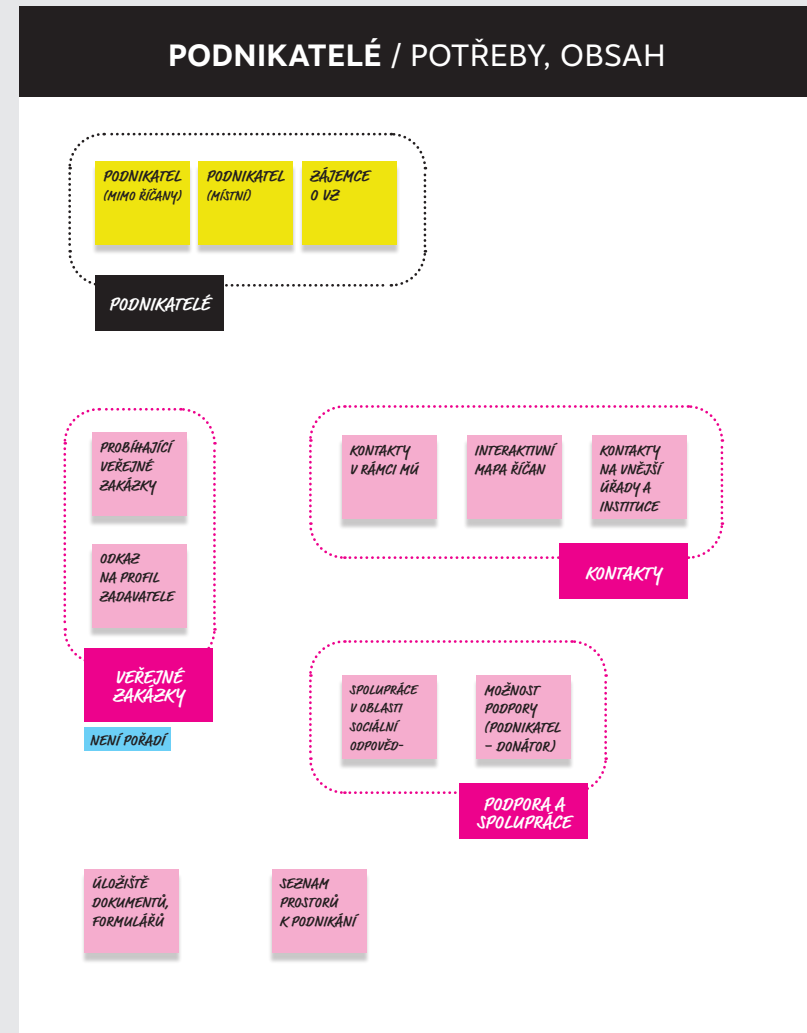 PODNIKATELÉ / POTŘEBY, OBSAH
PODNIKATEL
(MIMO ŘÍČANY)
PODNIKATEL
(MÍSTNÍ)
ZÁJEMCE
O VZ
PODNIKATELÉ
PROBÍHAJÍCÍ
VEŘEJNÉ
ZAKÁZKY
ODKAZ
NA PROFIL
ZADAVATELE
VEŘEJNÉ
ZAKÁZKY
NENÍ POŘADÍ
KONTAKTY
V RÁMCI MÚ
INTERAKTIVNÍ
MAPA ŘÍČAN
KONTAKTY
NA VNĚJŠÍ
ÚŘADY A
INSTITUCE
KONTAKTY
SPOLUPRÁCE
V OBLASTI
SOCIÁLNÍ
ODPOVĚD-
MOŽNOST
PODPORY
(PODNIKATEL
– DONÁTOR)
PODPORA A
SPOLUPRÁCE
ÚLOŽIŠTĚ
DOKUMENTŮ,
FORMULÁŘŮ
SEZNAM
PROSTORŮ
K PODNIKÁNÍ